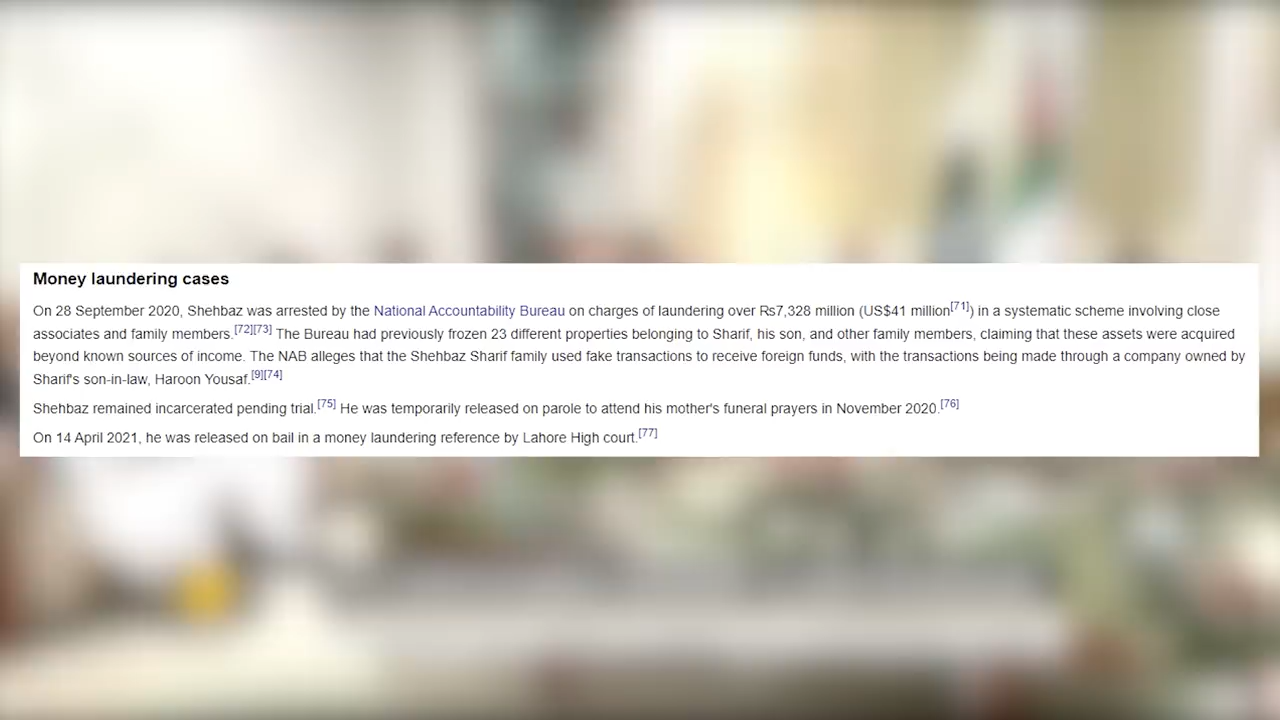 Money laundering cases
On 28 September 2020, Shehbaz was arrested by the National Accountability Bureau on charges of laundering over Rs7,328 million (US$41 million[71]) in a systematic scheme involving close
associates and family members.[72][73] The Bureau had previously frozen 23 different properties belonging to Sharif, his son, and other family members, claiming that these assets were acquired
beyond known sources of income. The NAB alleges that the Shehbaz Sharif family used fake transactions to receive foreign funds, with the transactions being made through a company owned by
Sharif's son-in-law, Haroon Yousaf.[9][74]
Shehbaz remained incarcerated pending trial.[75] He was temporarily released on parole to attend his mother's funeral prayers in November 2020.[76]
On 14 April 2021, he was released on bail in a money laundering reference by Lahore High court.[77]